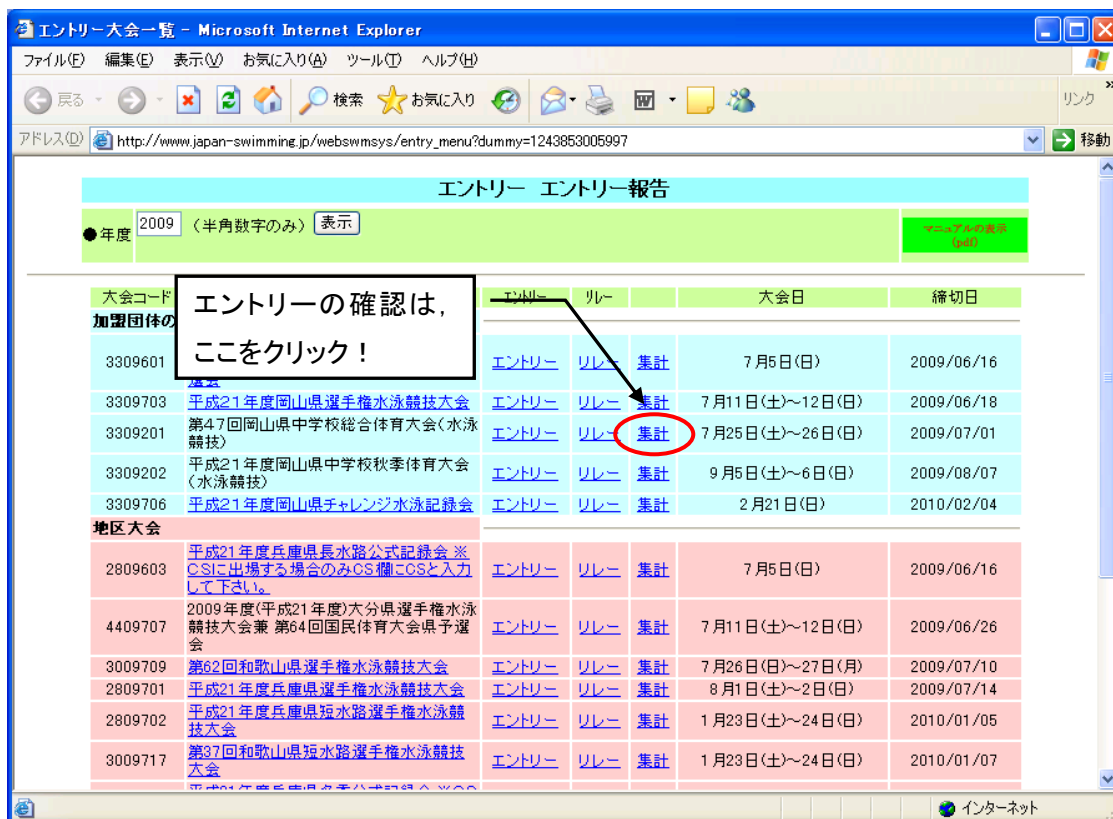 エントリー大会一覧 - Microsoft Internet Explorer
ファイル(F) 編集(E) 表示(V) お気に入り(A) ツール(T) ヘルプ(H)
戻る 検索 お気に入り リンク »
アドレス(D) http://www.japan-swimming.jp/webswmsys/entry_menu?dummy=1243853005997 移動
エントリー エントリー報告
●年度 2009 (半角数字のみ) 表示
マニュアルの表示
(pdf)
エントリーの確認は，
ここをクリック！
大会コード エントリー リレー 大会日 締切日
加盟団体の
3309601 選会 エントリー リレー 集計 7月5日(日) 2009/06/16
3309703 平成21年度岡山県選手権水泳競技大会 エントリー リレー 集計 7月11日(土)～12日(日) 2009/06/18
3309201 第47回岡山県中学校総合体育大会(水泳
競技) エントリー リレー 集計 7月25日(土)～26日(日) 2009/07/01
3309202 平成21年度岡山県中学校秋季体育大会
(水泳競技) エントリー リレー 集計 9月5日(土)～6日(日) 2009/08/07
3309706 平成21年度岡山県チャレンジ水泳記録会 エントリー リレー 集計 2月21日(日) 2010/02/04
地区大会
2809603 平成21年度兵庫県長水路公式記録会 ※
CSIに出場する場合のみCS欄にCSと入力
して下さい。 エントリー リレー 集計 7月5日(日) 2009/06/16
4409707 2009年度(平成21年度)大分県選手権水泳
競技大会兼 第64回国民体育大会県予選
会 エントリー リレー 集計 7月11日(土)～12日(日) 2009/06/26
3009709 第62回和歌山県選手権水泳競技大会 エントリー リレー 集計 7月26日(日)～27日(月) 2009/07/10
2809701 平成21年度兵庫県選手権水泳競技大会 エントリー リレー 集計 8月1日(土)～2日(日) 2009/07/14
2809702 平成21年度兵庫県短水路選手権水泳競
技大会 エントリー リレー 集計 1月23日(土)～24日(日) 2010/01/05
3009717 第37回和歌山県短水路選手権水泳競技
大会 エントリー リレー 集計 1月23日(土)～24日(日) 2010/01/07
インターネット